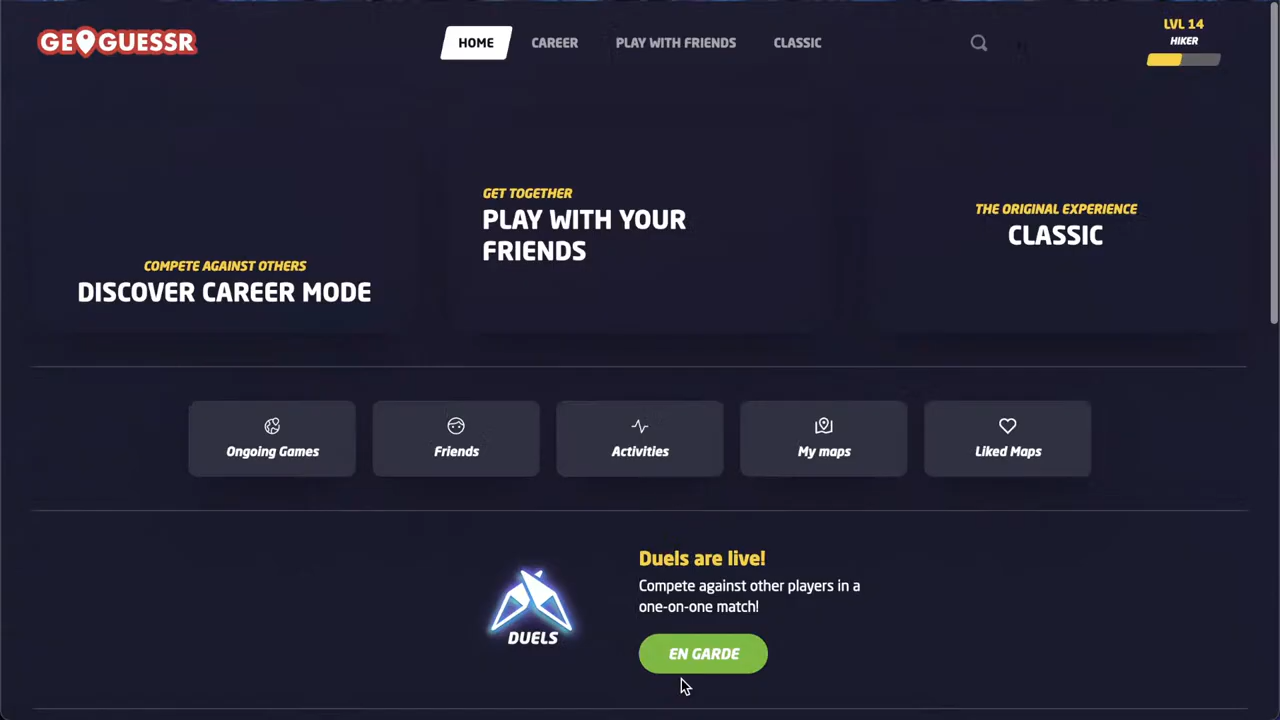 GEOGUESSR
HOME
CAREER
PLAY WITH FRIENDS
CLASSIC
LVL 14
HIKER
COMPETE AGAINST OTHERS
DISCOVER CAREER MODE
GET TOGETHER
PLAY WITH YOUR
FRIENDS
THE ORIGINAL EXPERIENCE
CLASSIC
Ongoing Games
Friends
Activities
My maps
Liked Maps
DUELS
Duels are live!
Compete against other players in a
one-on-one match!
EN GARDE